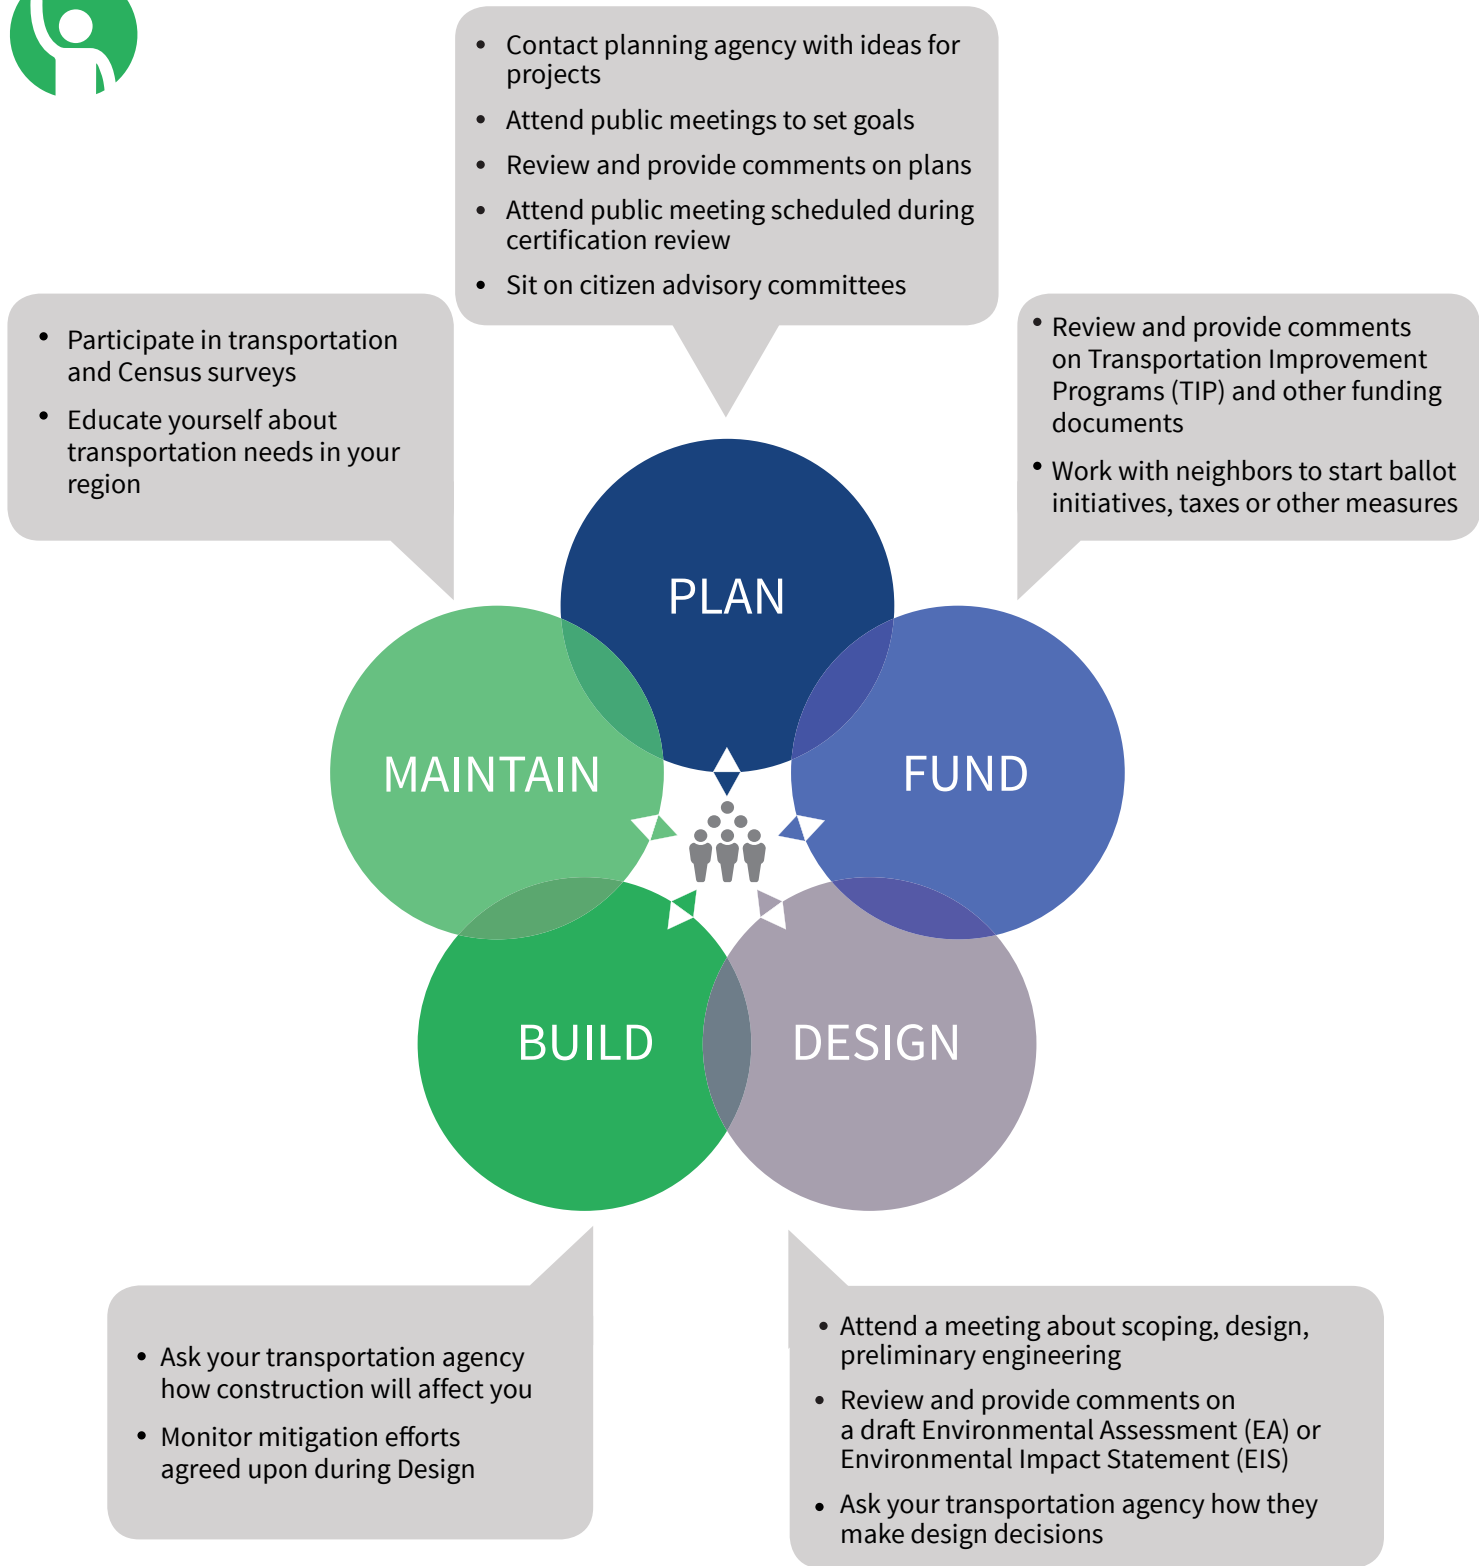 • Contact planning agency with ideas for
projects
• Attend public meetings to set goals
• Review and provide comments on plans
• Attend public meeting scheduled during
certification review
• Sit on citizen advisory committees
• Participate in transportation
and Census surveys
• Educate yourself about
transportation needs in your
region
• Review and provide comments
on Transportation Improvement
Programs (TIP) and other funding
documents
• Work with neighbors to start ballot
initiatives, taxes or other measures
PLAN
MAINTAIN
FUND
BUILD
DESIGN
• Ask your transportation agency
how construction will affect you
• Monitor mitigation efforts
agreed upon during Design
• Attend a meeting about scoping, design,
preliminary engineering
• Review and provide comments on
a draft Environmental Assessment (EA) or
Environmental Impact Statement (EIS)
• Ask your transportation agency how they
make design decisions